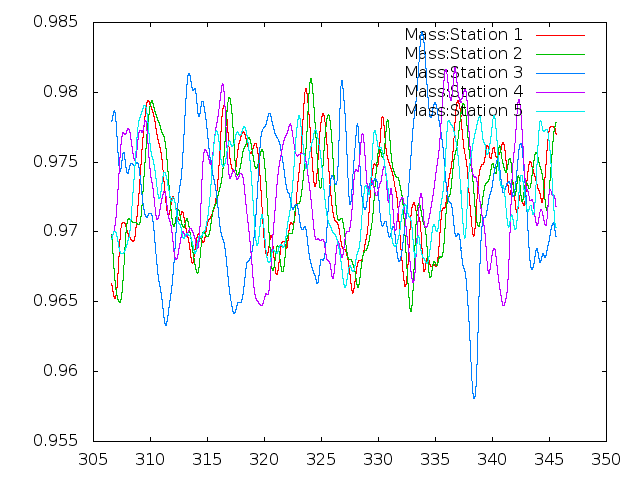 0.985
0.98
0.975
0.97
0.965
0.96
0.955
305 310 315 320 325 330 335 340 345 350
Mass:Station 1
Mass:Station 2
Mass:Station 3
Mass:Station 4
Mass:Station 5